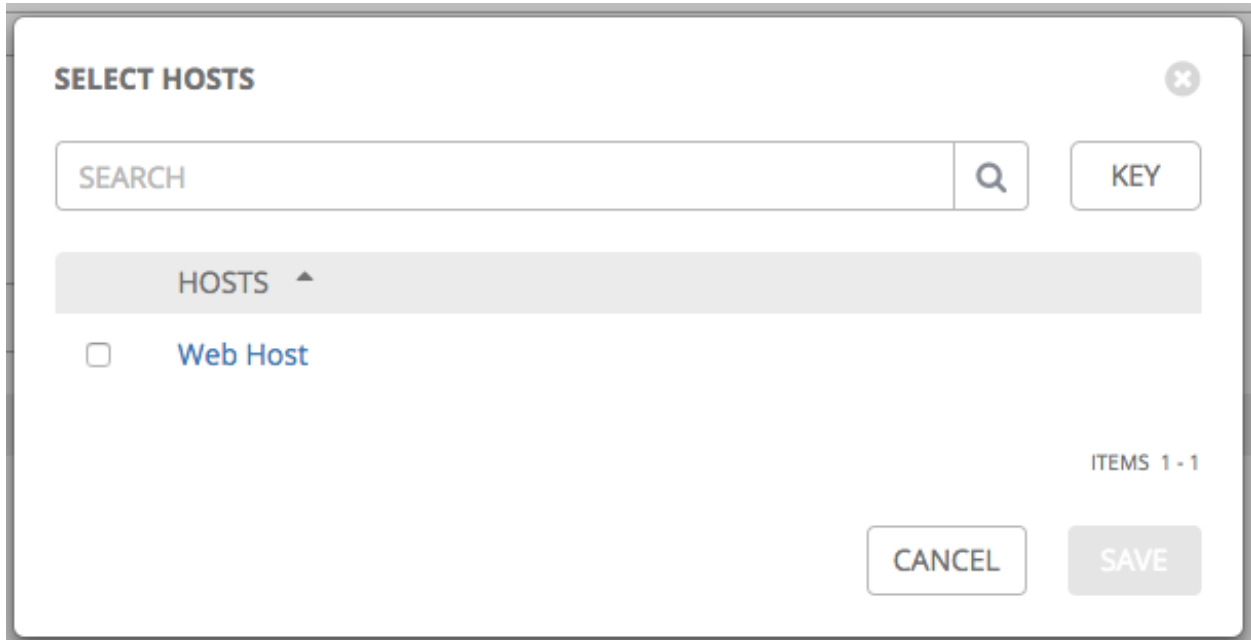 SELECT HOSTS
SEARCH
KEY
HOSTS
Web Host
ITEMS 1 - 1
CANCEL
SAVE